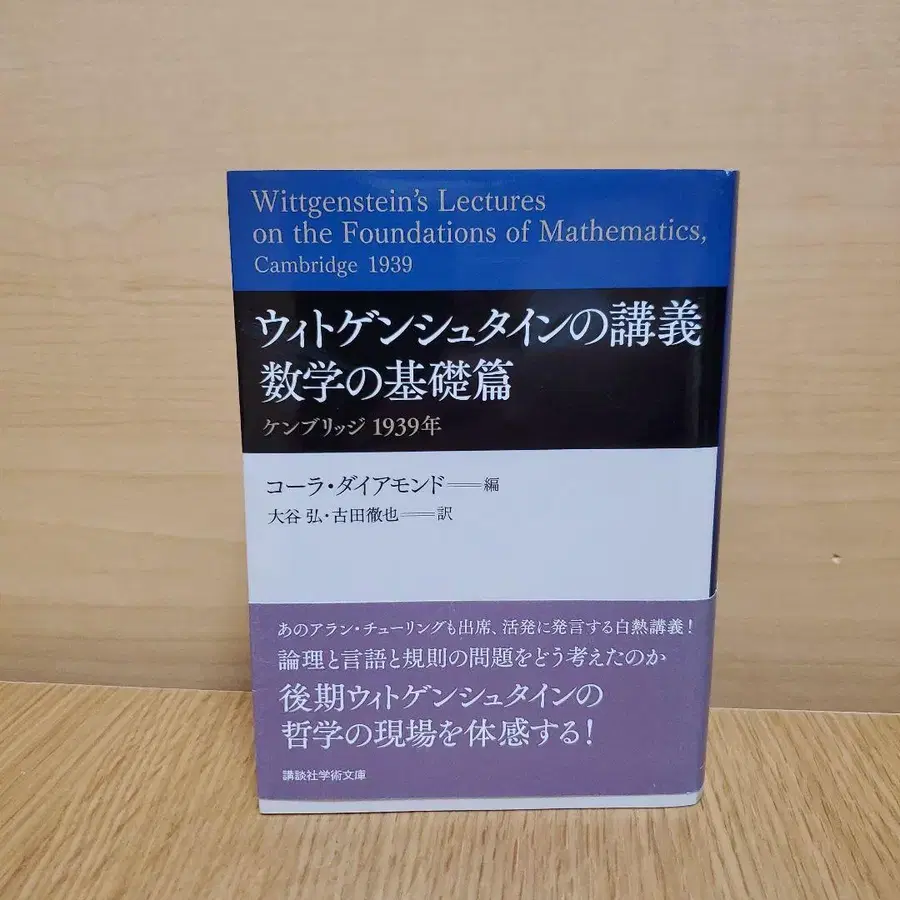 Wittgenstein's Lectures
on the Foundations of Mathematics,
Cambridge 1939
ウィトゲンシュタインの講義
数学の基礎篇
ケンブリッジ 1939年
コーラ・ダイアモンド──編
大谷 弘・古田徹也──訳
あのアラン・チューリングも出席、活発に発言する白熱講義!
論理と言語と規則の問題をどう考えたのか
後期ウィトゲンシュタインの
哲学の現場を体感する!
講談社学術文庫